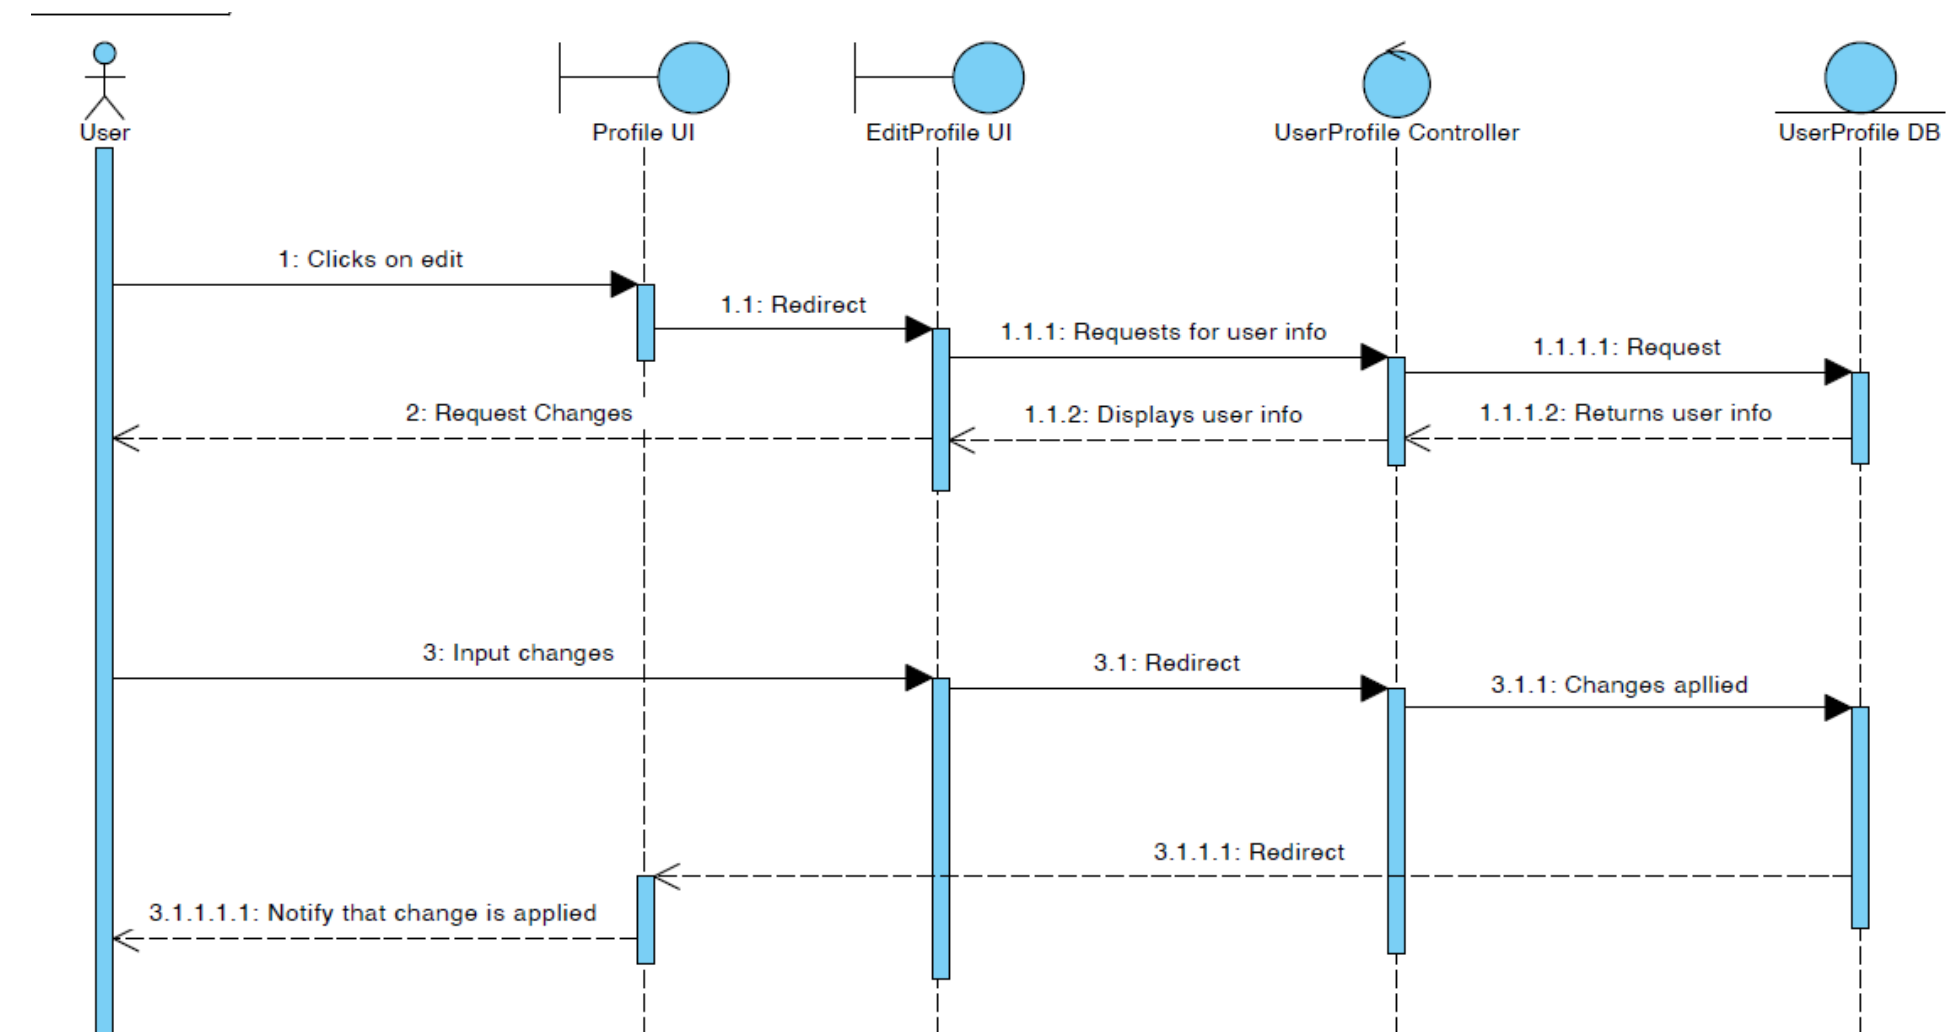 User
Profile UI
EditProfile UI
UserProfile Controller
UserProfile DB
1: Clicks on edit
1.1: Redirect
1.1.1: Requests for user info
1.1.1.1: Request
2: Request Changes
1.1.2: Displays user info
1.1.1.2: Returns user info
3: Input changes
3.1: Redirect
3.1.1: Changes apllied
3.1.1.1: Redirect
3.1.1.1.1: Notify that change is applied